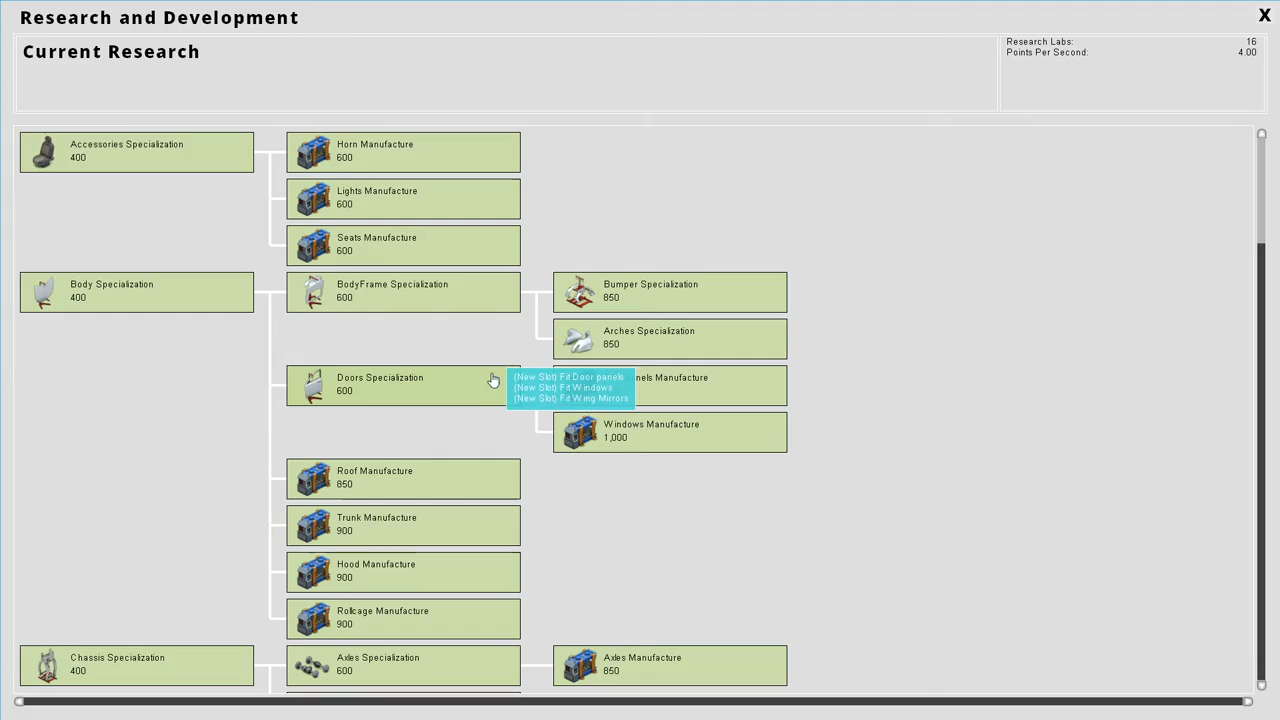 Research and Development
X
Current Research
Research Labs: 16
Points Per Second: 4.00
Accessories Specialization
400
Horn Manufacture
600
Lights Manufacture
600
Seats Manufacture
600
Body Specialization
400
BodyFrame Specialization
600
Bumper Specialization
850
Arches Specialization
850
Doors Specialization
600
(New Slot) Fit Door panels
(New Slot) Fit Windows
(New Slot) Fit Wing Mirrors
nels Manufacture
Windows Manufacture
1,000
Roof Manufacture
850
Trunk Manufacture
900
Hood Manufacture
900
Rollcage Manufacture
900
Chassis Specialization
400
Axles Specialization
600
Axles Manufacture
850